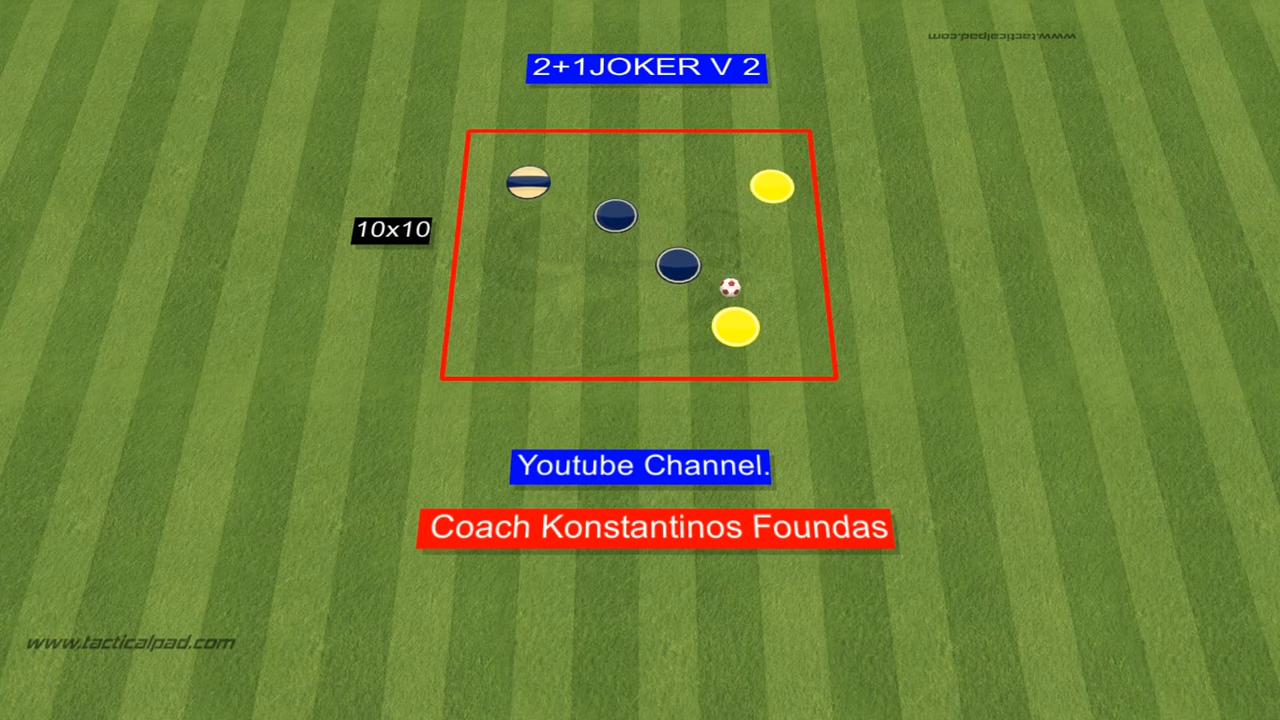 www.tacticalpad.com
2+1JOKER V 2
10x10
Youtube Channel.
Coach Konstantinos Foundas
www.tacticalpad.com